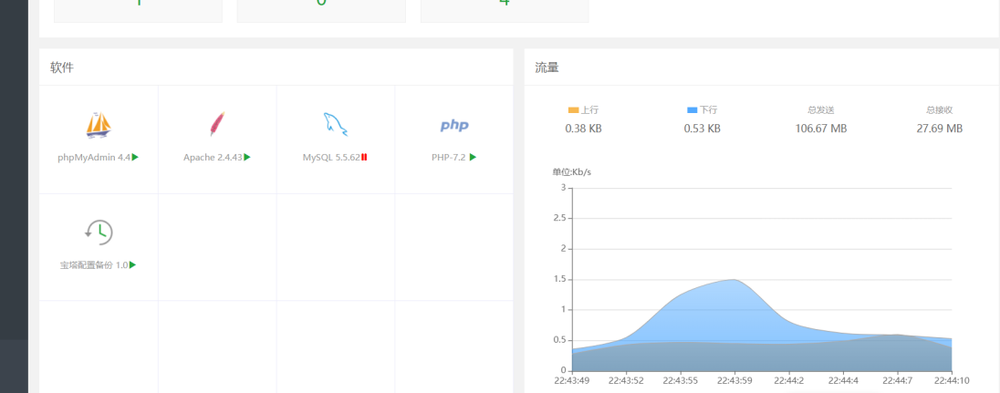 1
0
4
软件
流量
phpMyAdmin 4.4
Apache 2.4.43
MySQL 5.5.62
php
PHP-7.2
宝塔配置备份 1.0
上行
0.38 KB
下行
0.53 KB
总发送
106.67 MB
总接收
27.69 MB
单位:Kb/s
3
2.5
2
1.5
1
0.5
0
22:43:49
22:43:52
22:43:55
22:43:59
22:44:2
22:44:4
22:44:7
22:44:10